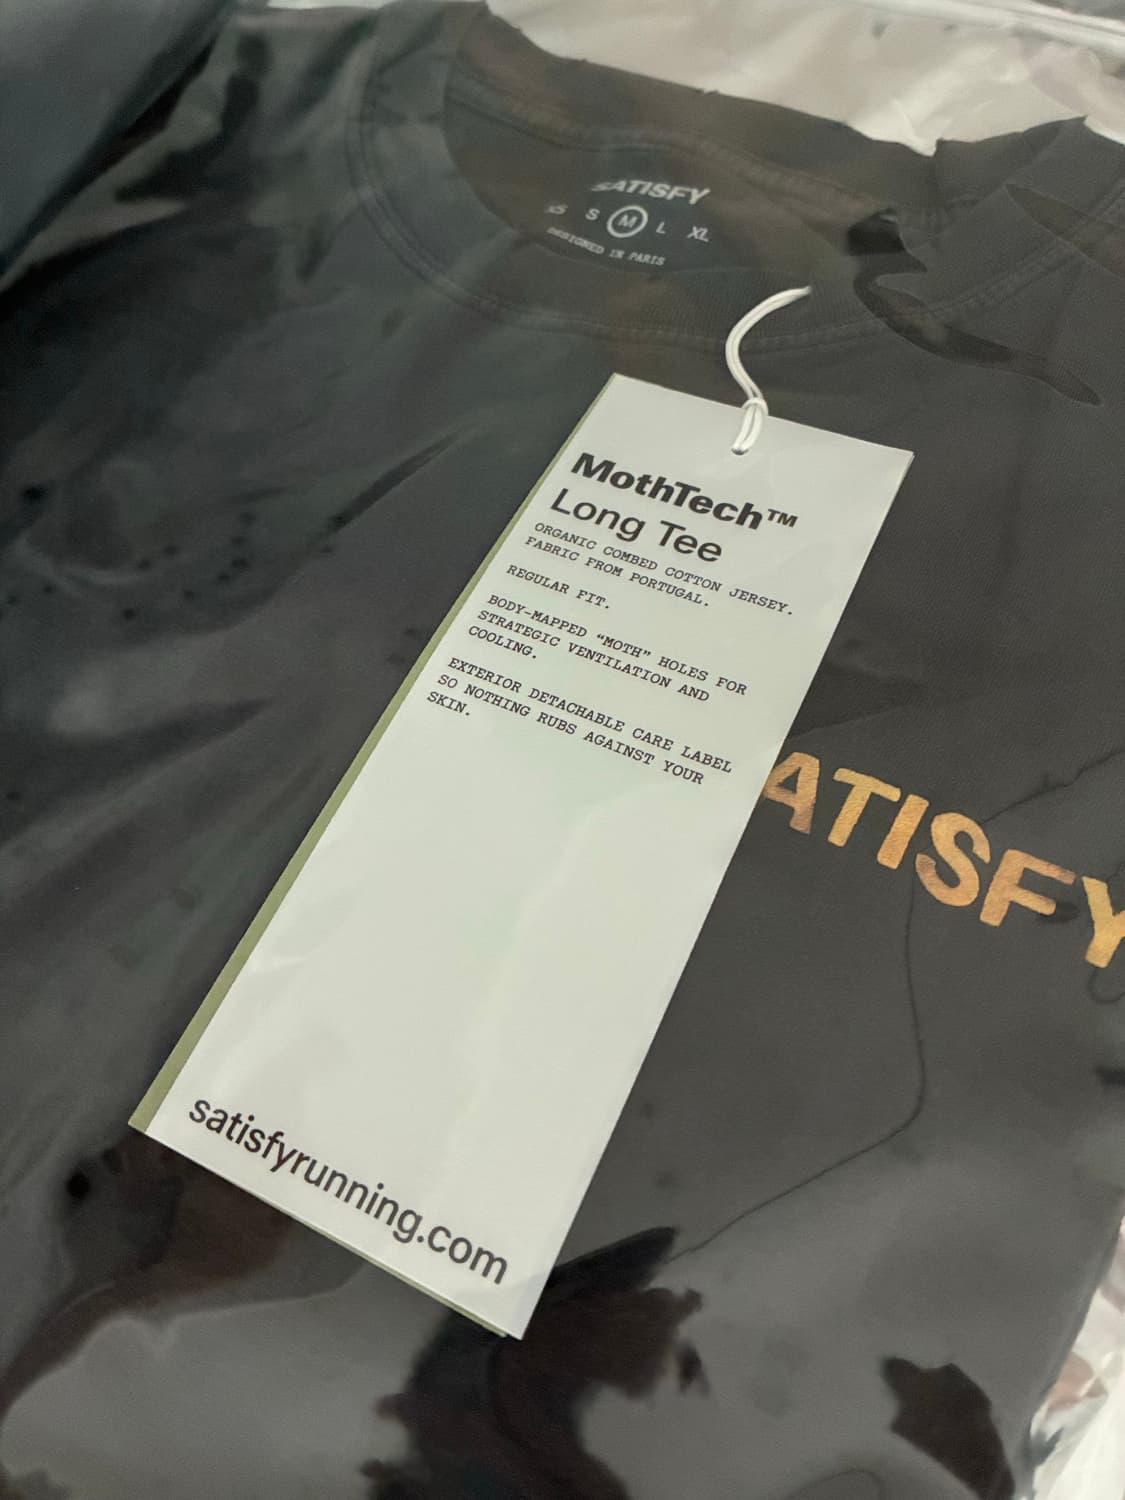 SATISFY
XS S M L XL
DESIGNED IN PARIS
MothTech™
Long Tee
ORGANIC COMBED COTTON JERSEY.
FABRIC FROM PORTUGAL.
REGULAR FIT.
BODY-MAPPED “MOTH” HOLES FOR
STRATEGIC VENTILATION AND
COOLING.
EXTERIOR DETACHABLE CARE LABEL
SO NOTHING RUBS AGAINST YOUR
SKIN.
ATISFY
satisfyrunning.com